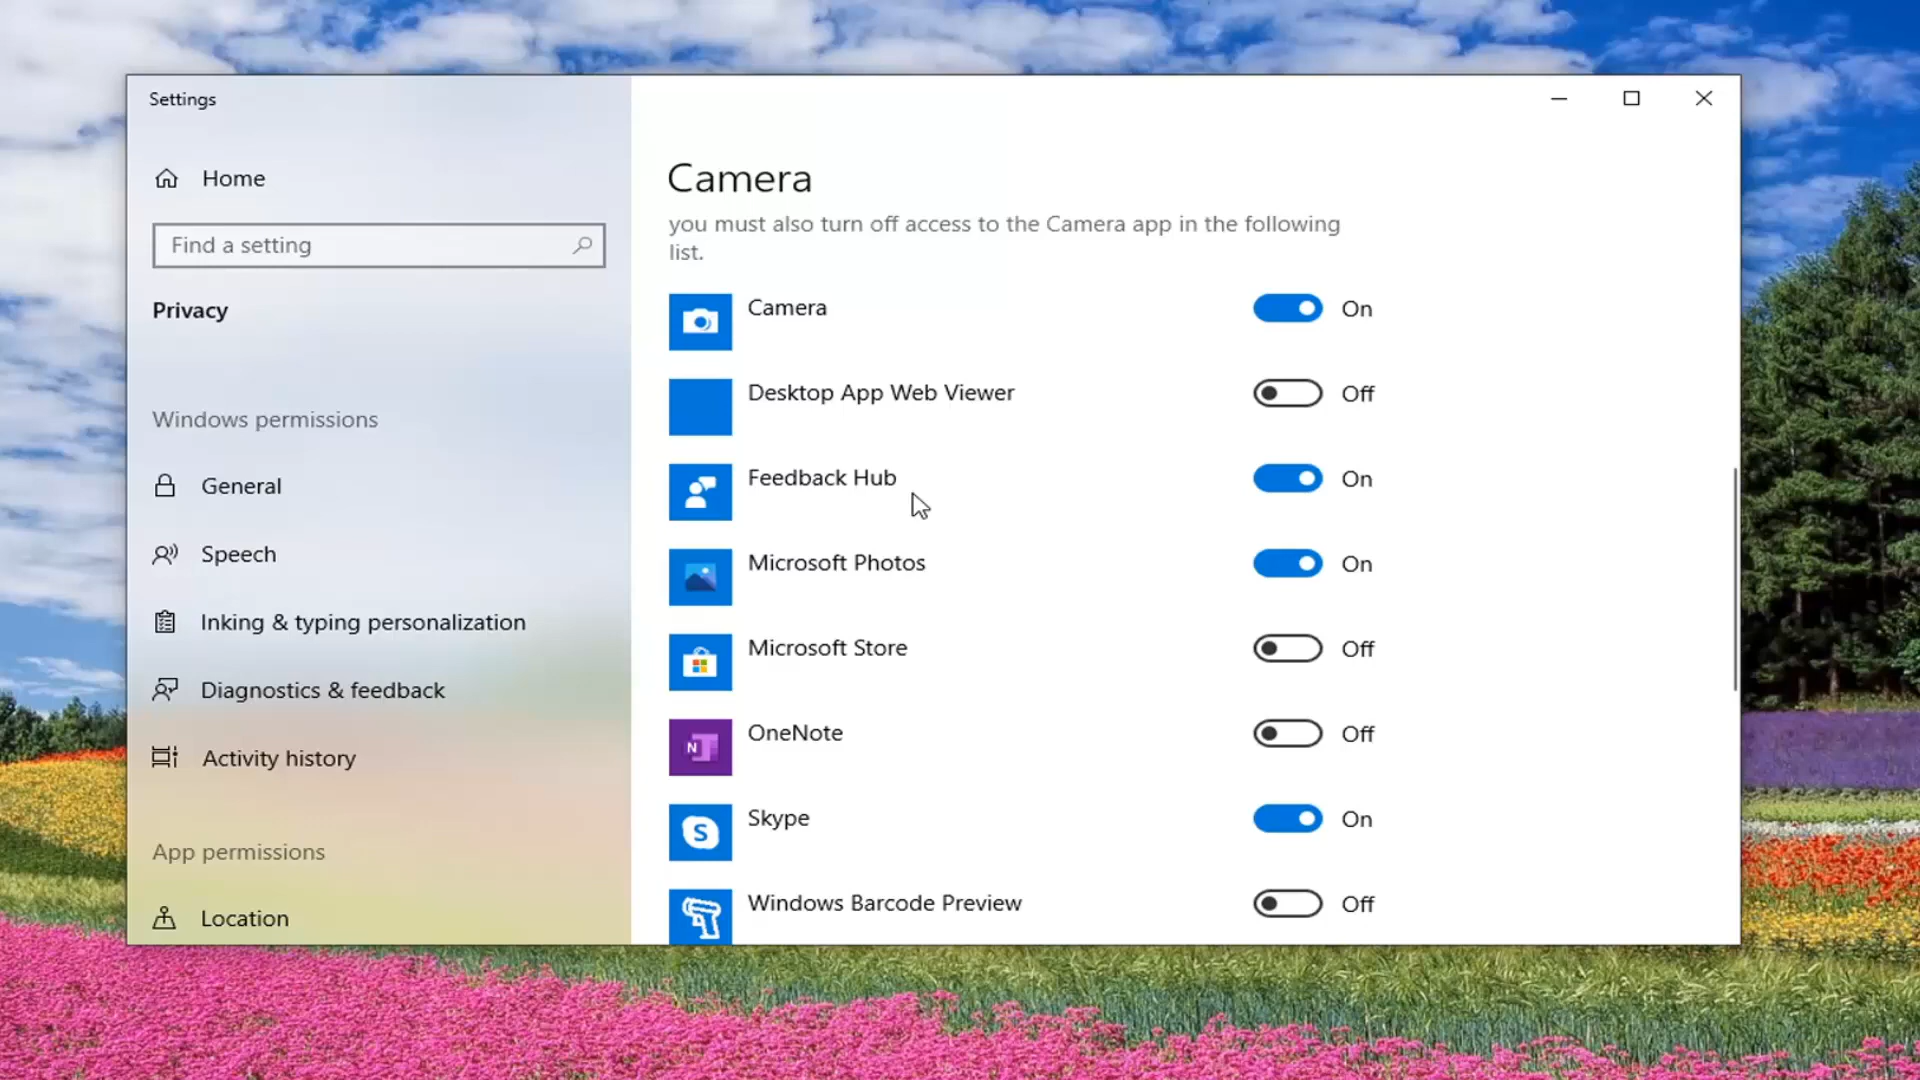 Settings
Home
Find a setting
Privacy
Windows permissions
General
Speech
Inking & typing personalization
Diagnostics & feedback
Activity history
App permissions
Location
Camera
you must also turn off access to the Camera app in the following
list.
Camera On
Desktop App Web Viewer Off
Feedback Hub On
Microsoft Photos On
Microsoft Store Off
N OneNote Off
S Skype On
Windows Barcode Preview Off